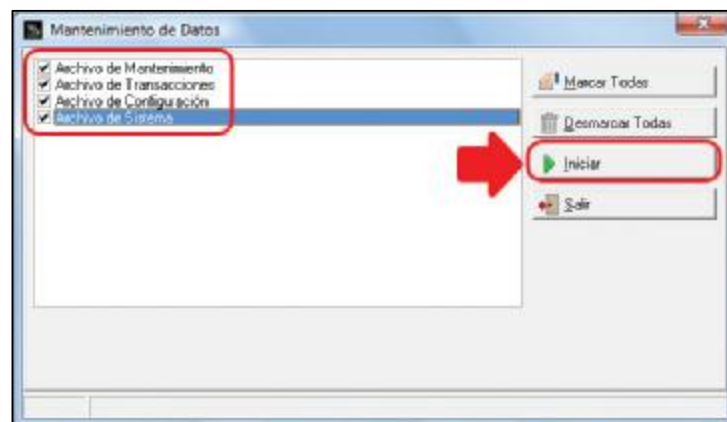 Mantenimiento de Datos
Archivo de Mantenimiento
Archivo de Transacciones
Archivo de Configuración
Archivo de Sistema
Marcar Todas
Desmarcar Todas
Iniciar
Salir